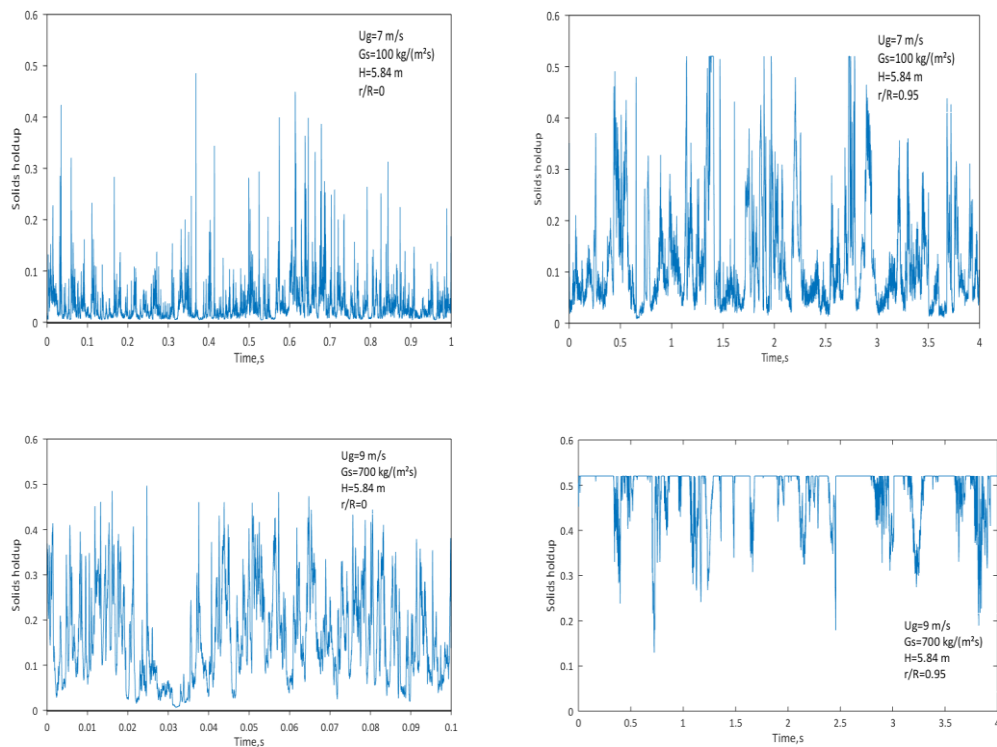 0.6
0.5
0.4
0.3
0.2
0.1
0
Solids holdup
Ug=7 m/s
Gs=100 kg/(m²s)
H=5.84 m
r/R=0
0 0.1 0.2 0.3 0.4 0.5 0.6 0.7 0.8 0.9 1
Time,s
0.6
0.5
0.4
0.3
0.2
0.1
0
Solids holdup
Ug=7 m/s
Gs=100 kg/(m²s)
H=5.84 m
r/R=0.95
0 0.5 1 1.5 2 2.5 3 3.5 4
Time,s
0.6
0.5
0.4
0.3
0.2
0.1
0
Solids holdup
Ug=9 m/s
Gs=700 kg/(m²s)
H=5.84 m
r/R=0
0 0.01 0.02 0.03 0.04 0.05 0.06 0.07 0.08 0.09 0.1
Time,s
0.6
0.5
0.4
0.3
0.2
0.1
0
Solids holdup
Ug=9 m/s
Gs=700 kg/(m²s)
H=5.84 m
r/R=0.95
0 0.5 1 1.5 2 2.5 3 3.5 4
Time,s